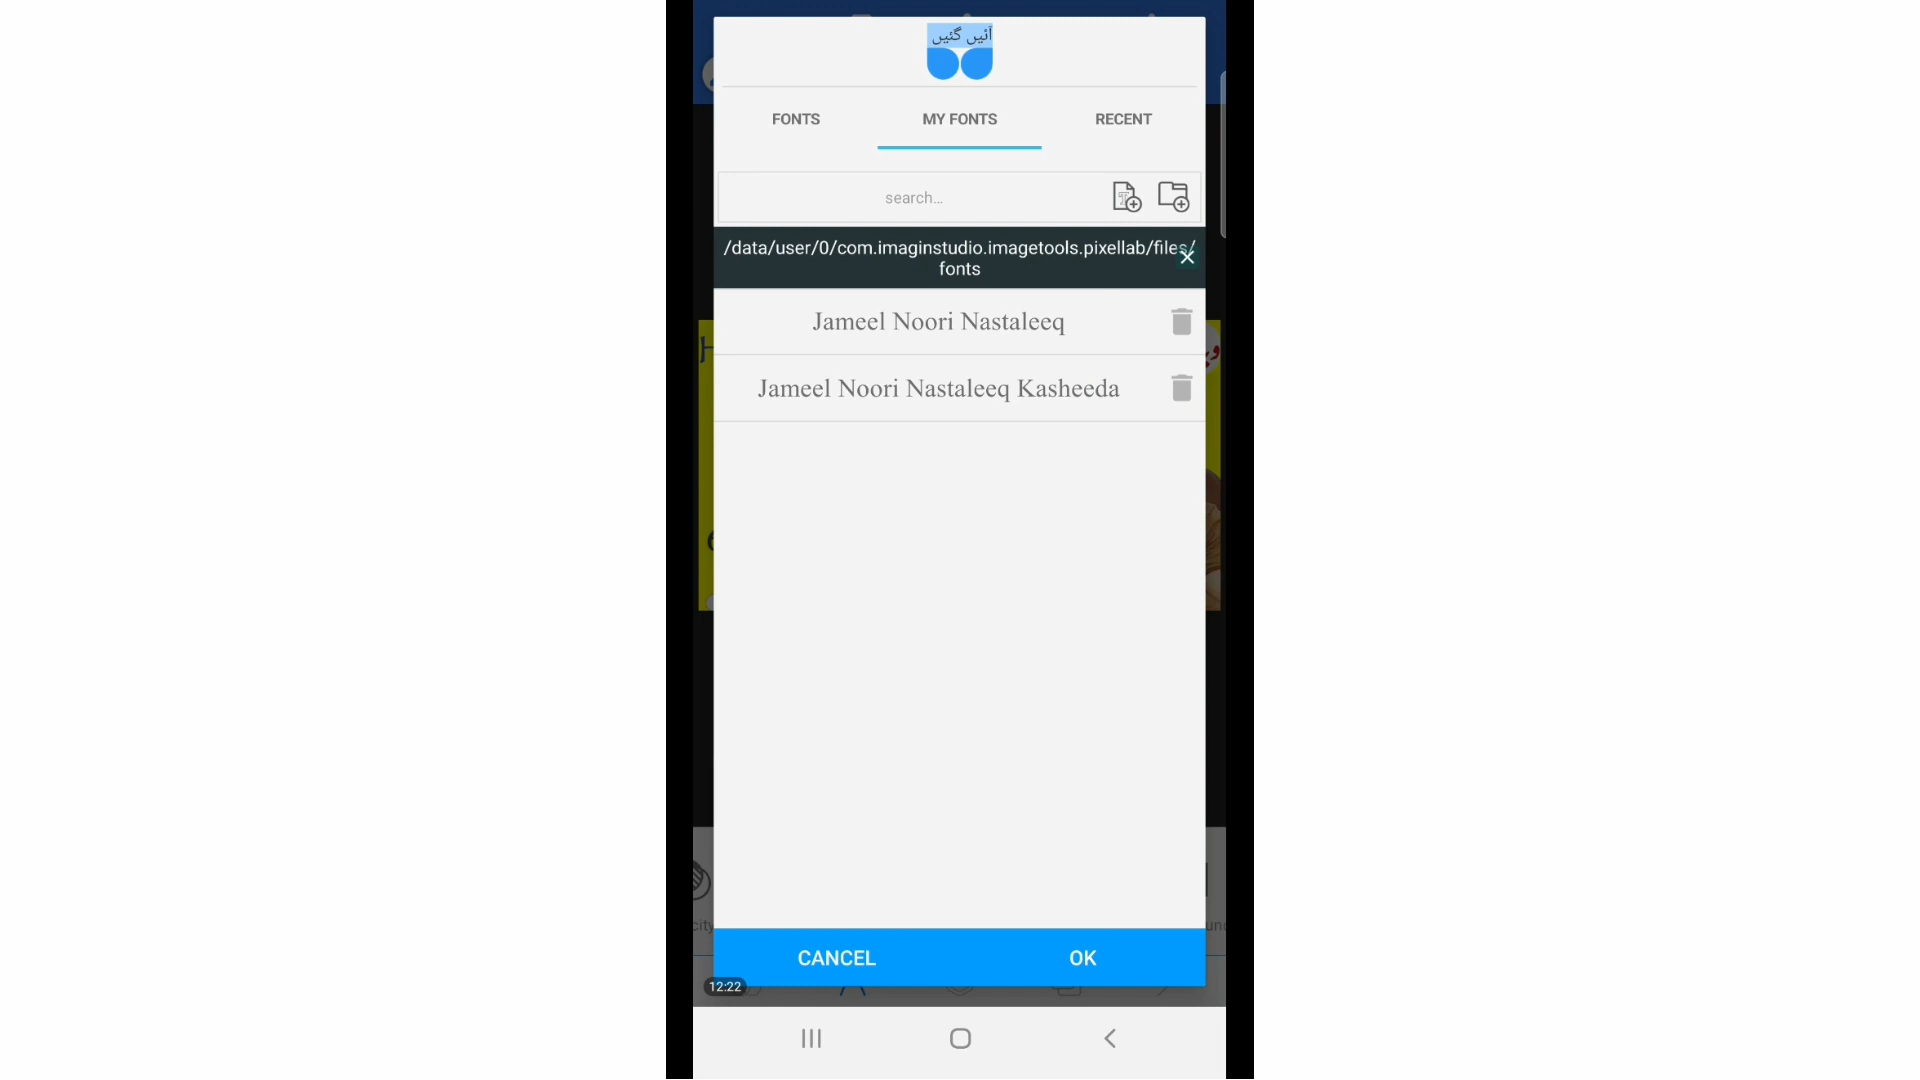 آئیں گئیں
FONTS MY FONTS RECENT
search...
/data/user/0/com.imaginstudio.imagetools.pixellab/files/
fonts
Jameel Noori Nastaleeq
Jameel Noori Nastaleeq Kasheeda
CANCEL OK
12:22